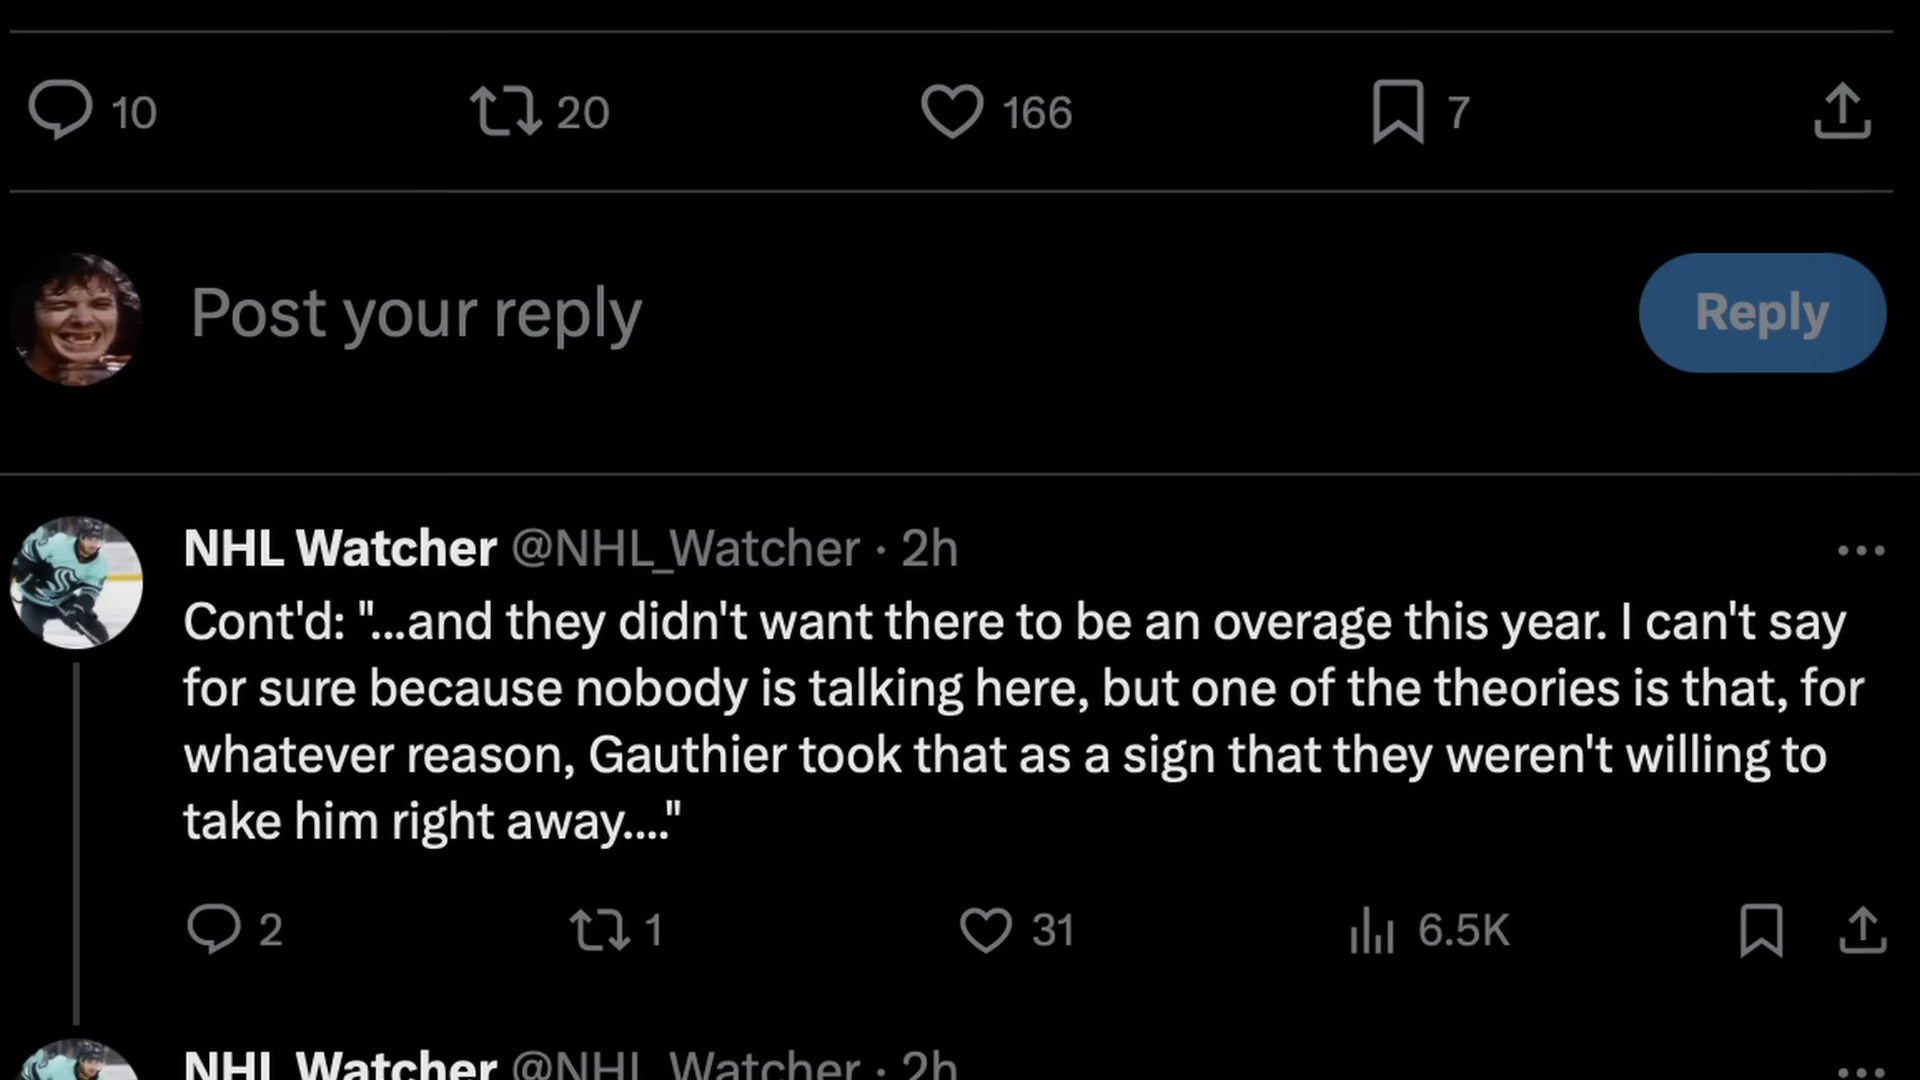 10 20 166 7
Post your reply Reply
NHL Watcher @NHL_Watcher · 2h
Cont'd: "...and they didn't want there to be an overage this year. I can't say
for sure because nobody is talking here, but one of the theories is that, for
whatever reason, Gauthier took that as a sign that they weren't willing to
take him right away...."
2 1 31 6.5K
NHL Watcher @NHL_Watcher · 2h